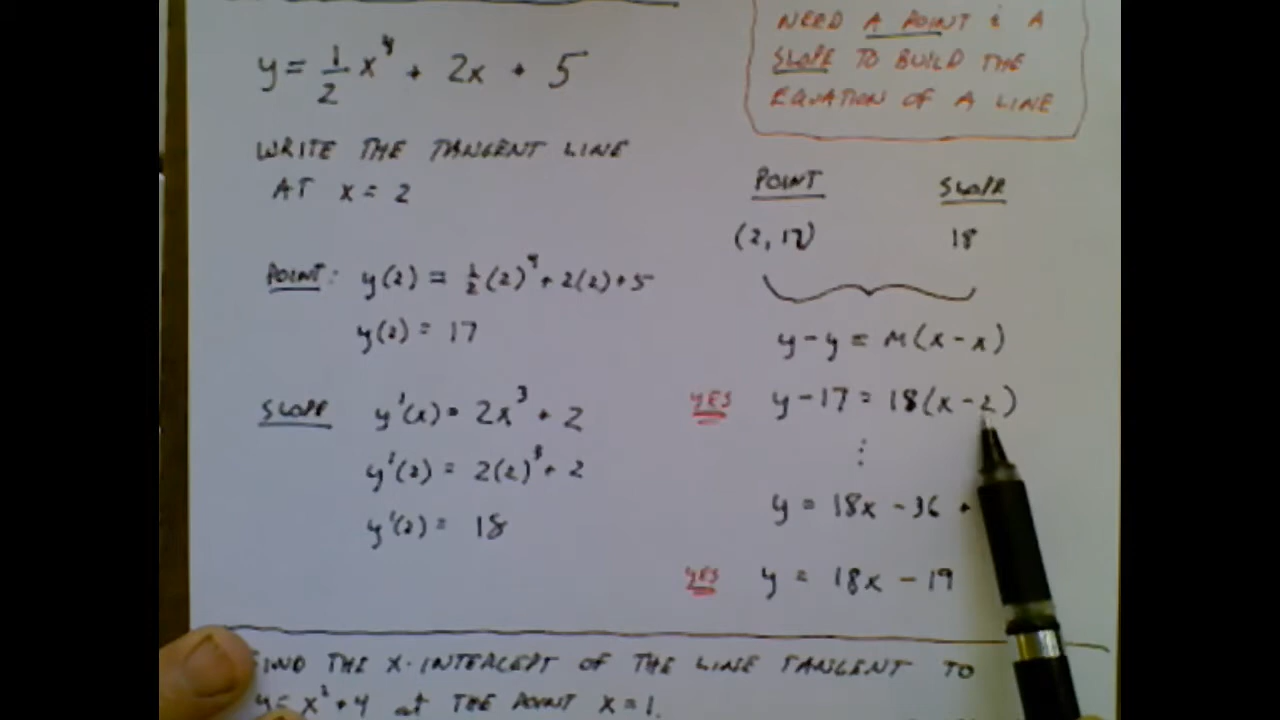 y = 1/2 x⁴ + 2x + 5
WRITE THE TANGENT LINE
AT x = 2
POINT: y(2) = 1/2 (2)⁴ + 2(2) + 5
y(2) = 17
SLOPE y'(x) = 2x³ + 2
y'(2) = 2(2)³ + 2
y'(2) = 18
NEED A POINT & A
SLOPE TO BUILD THE
EQUATION OF A LINE
POINT SLOPE
(2, 17) 18
y - y = M(x - x)
YES y - 17 = 18(x - 2)
⋮
y = 18x - 36 +
YES y = 18x - 19
FIND THE X-INTERCEPT OF THE LINE TANGENT TO
y = x² + 4 at THE POINT x = 1.